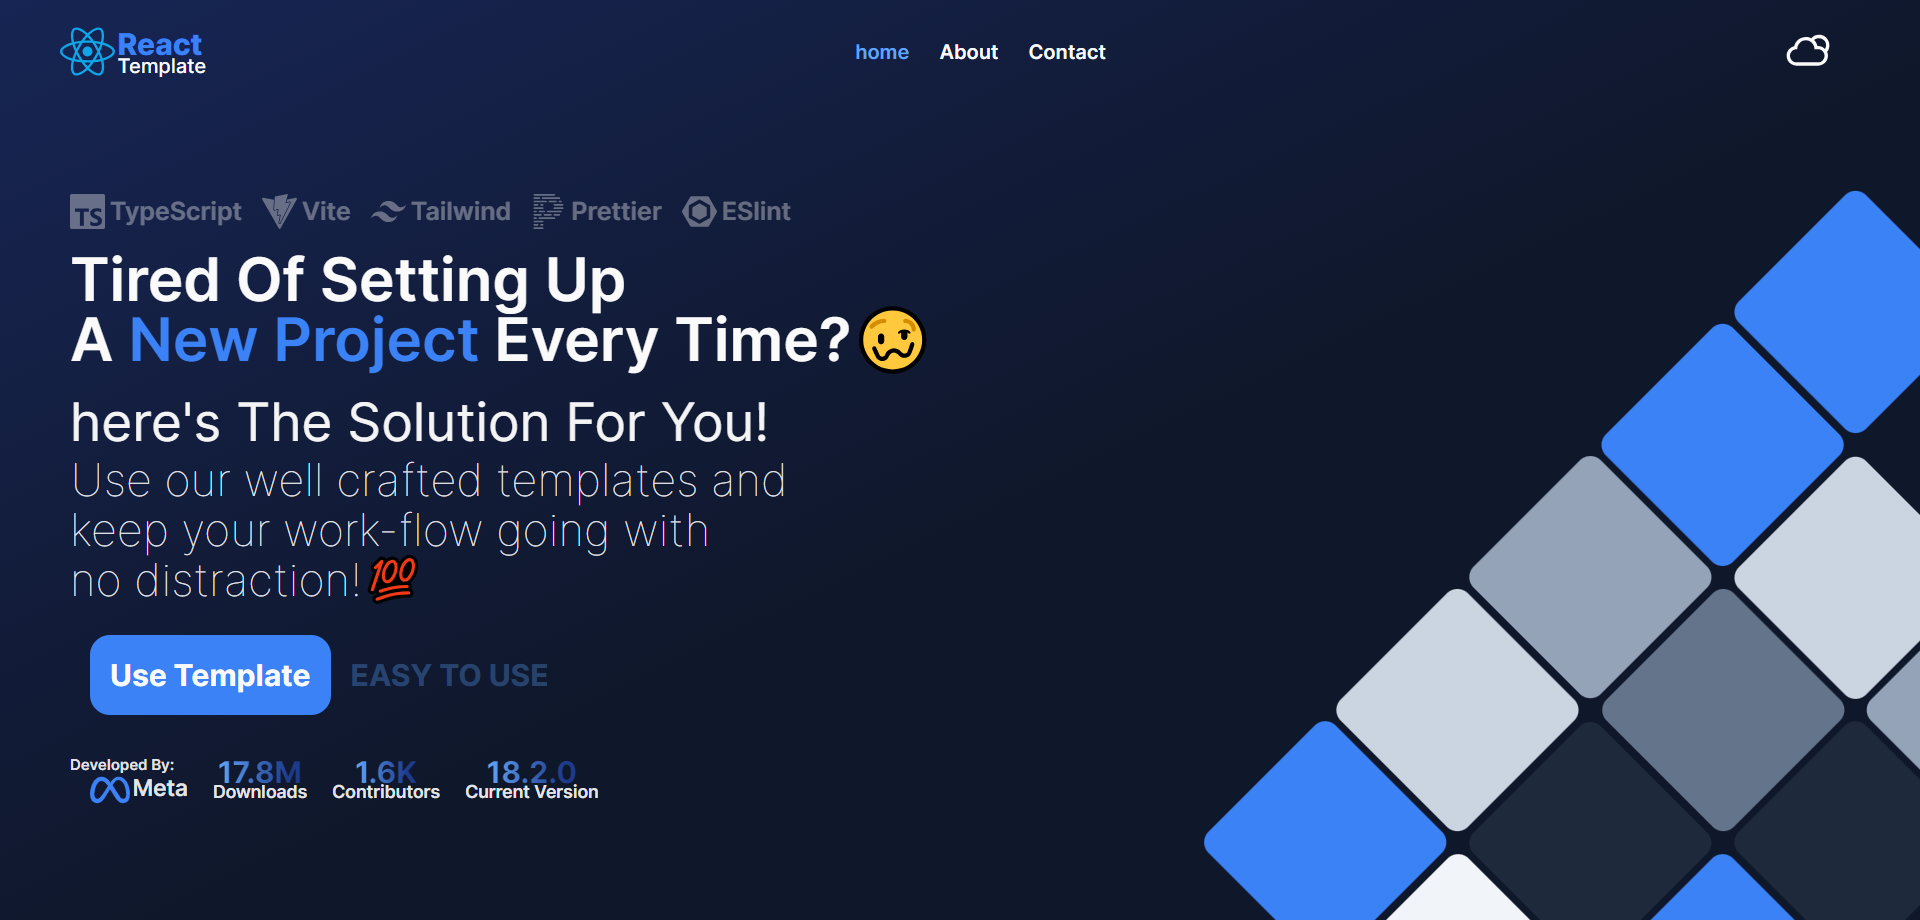 React
Template
home About Contact
TS TypeScript Vite Tailwind Prettier ESlint
Tired Of Setting Up
A New Project Every Time?
here's The Solution For You!
Use our well crafted templates and
keep your work-flow going with
no distraction! 100
Use Template EASY TO USE
Developed By:
Meta
17.8M
Downloads
1.6K
Contributors
18.2.0
Current Version